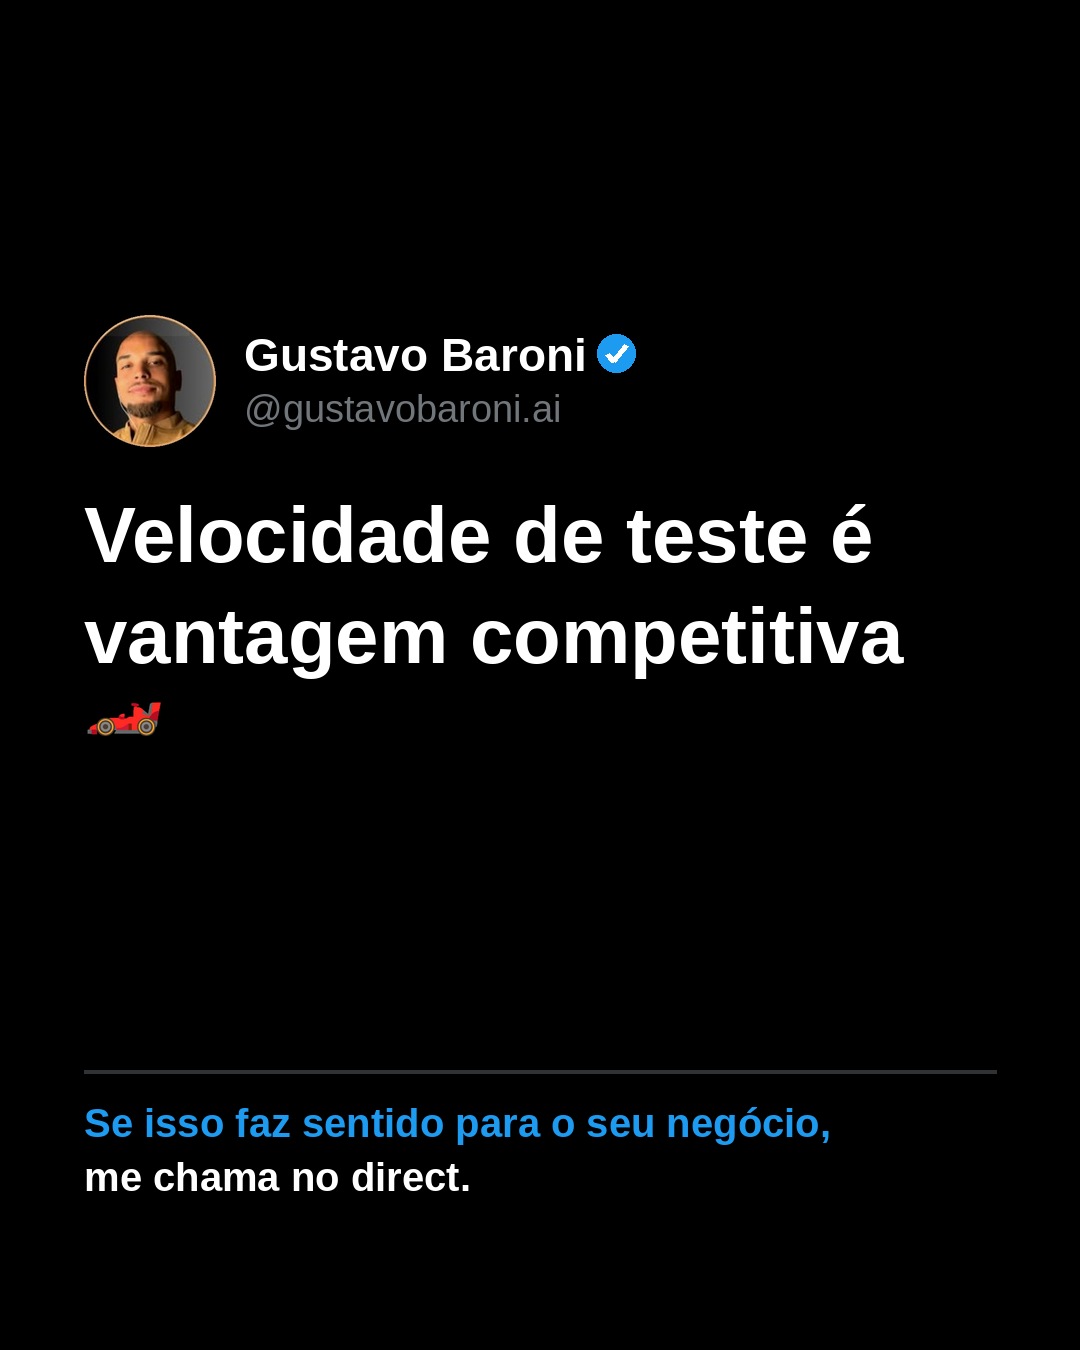 Gustavo Baroni
@gustavobaroni.ai
Velocidade de teste é
vantagem competitiva
🏎️
Se isso faz sentido para o seu negócio,
me chama no direct.